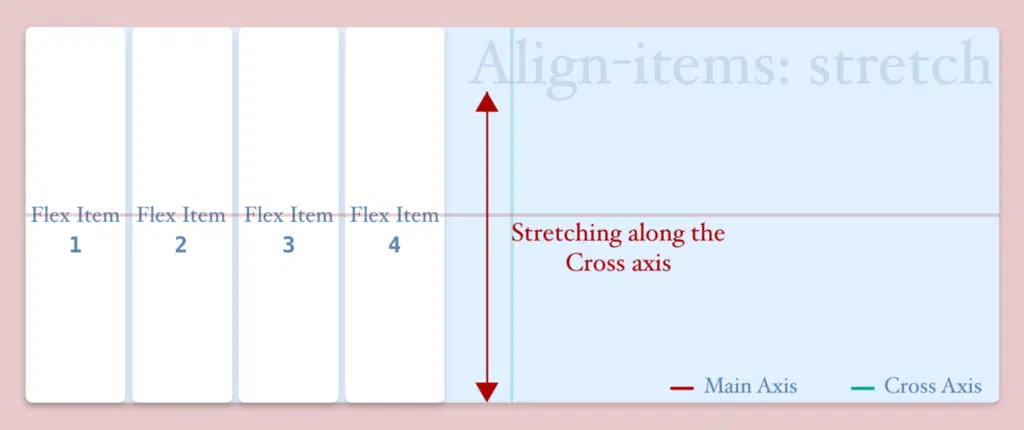 Align-items: stretch
Flex Item
1
Flex Item
2
Flex Item
3
Flex Item
4
Stretching along the
Cross axis
Main Axis
Cross Axis